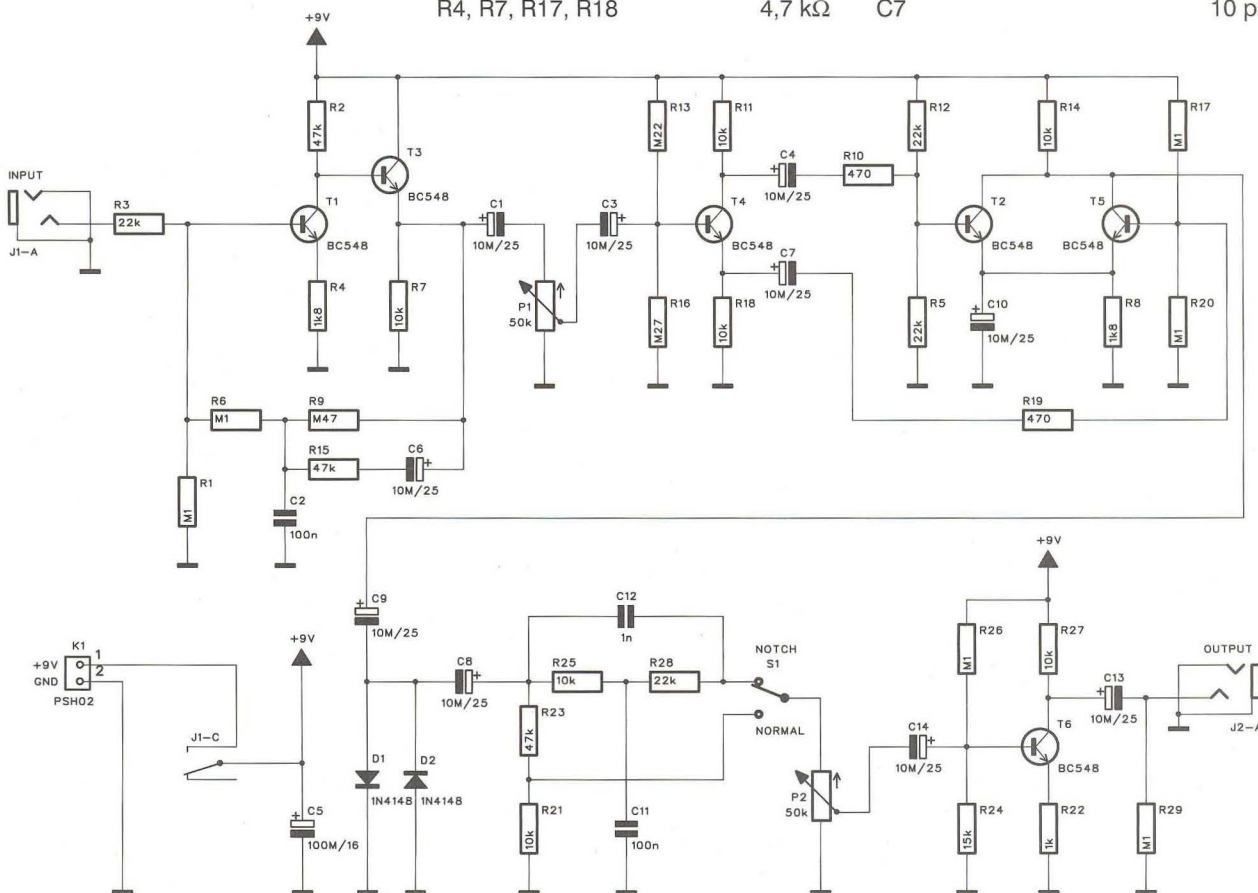 R4, R7, R17, R18 4,7 kΩ C7 10 p
+9V
R2
47k
T3
BC548
INPUT
J1-A
R3
22k
T1
BC548
R4
1k8
R7
10k
C1
10M/25
P1
50k
C3
10M/25
R13
M22
R11
10k
C4
10M/25
R10
470
T4
BC548
C7
10M/25
R16
M27
R18
10k
R12
22k
R14
10k
R17
M1
T2
BC548
T5
BC548
R5
22k
C10
10M/25
R8
1k8
R20
M1
R19
470
R6
M1
R9
M47
R15
47k
C6
10M/25
R1
M1
C2
100n
K1
+9V 1
GND 2
PSH02
J1-C
+9V
C5
100M/16
C9
10M/25
C8
10M/25
D1
1N4148
D2
1N4148
C12
1n
R25
10k
R28
22k
R23
47k
R21
10k
C11
100n
NOTCH
S1
NORMAL
P2
50k
C14
10M/25
+9V
R26
M1
R27
10k
T6
BC548
R24
15k
R22
1k
C13
10M/25
R29
M1
OUTPUT
J2-A